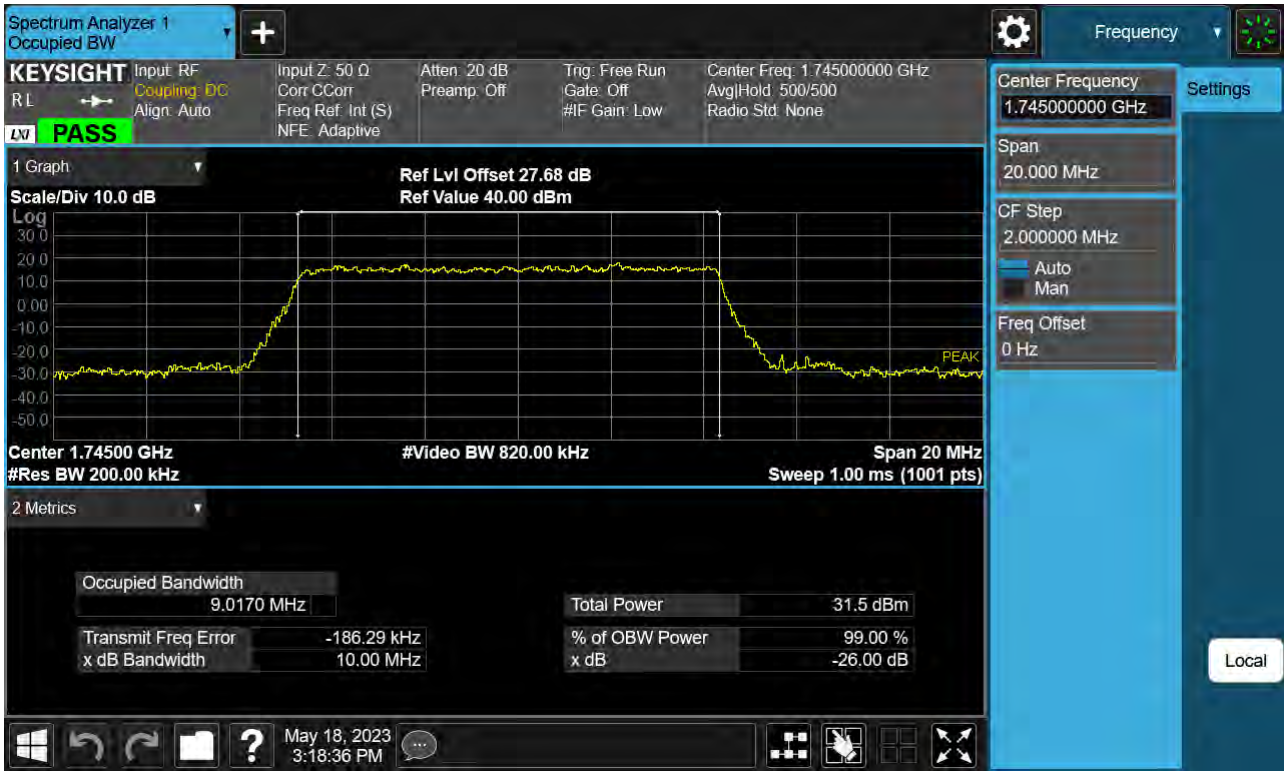 Spectrum Analyzer 1
Occupied BW
+
Frequency
KEYSIGHT
RL
LXI PASS
Input: RF
Coupling: DC
Align: Auto
Input Z: 50 Ω
Corr CCorr
Freq Ref: Int (S)
NFE: Adaptive
Atten: 20 dB
Preamp: Off
Trig: Free Run
Gate: Off
#IF Gain: Low
Center Freq: 1.745000000 GHz
Avg|Hold: 500/500
Radio Std: None
Center Frequency
1.745000000 GHz
Settings
Span
20.000 MHz
CF Step
2.000000 MHz
Auto
Man
Freq Offset
0 Hz
Local
1 Graph
Scale/Div 10.0 dB
Ref Lvl Offset 27.68 dB
Ref Value 40.00 dBm
Log
30.0
20.0
10.0
0.00
-10.0
-20.0
-30.0
-40.0
-50.0
PEAK
Center 1.74500 GHz
#Video BW 820.00 kHz
Span 20 MHz
#Res BW 200.00 kHz
Sweep 1.00 ms (1001 pts)
2 Metrics
Occupied Bandwidth
9.0170 MHz
Total Power 31.5 dBm
Transmit Freq Error -186.29 kHz
% of OBW Power 99.00 %
x dB Bandwidth 10.00 MHz
x dB -26.00 dB
?
May 18, 2023
3:18:36 PM